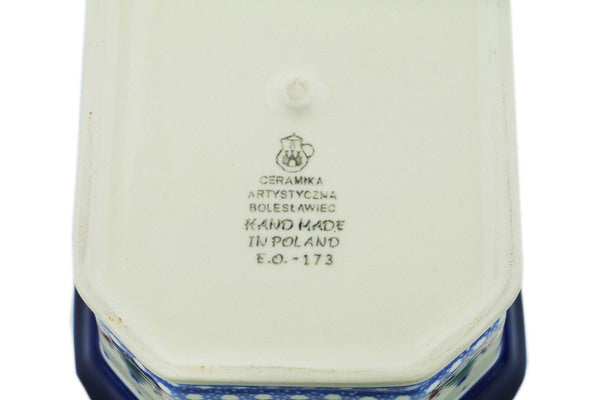 CERAMIKA
ARTYSTYCZNA
BOLESŁAWIEC
HAND MADE
IN POLAND
E.O.-173